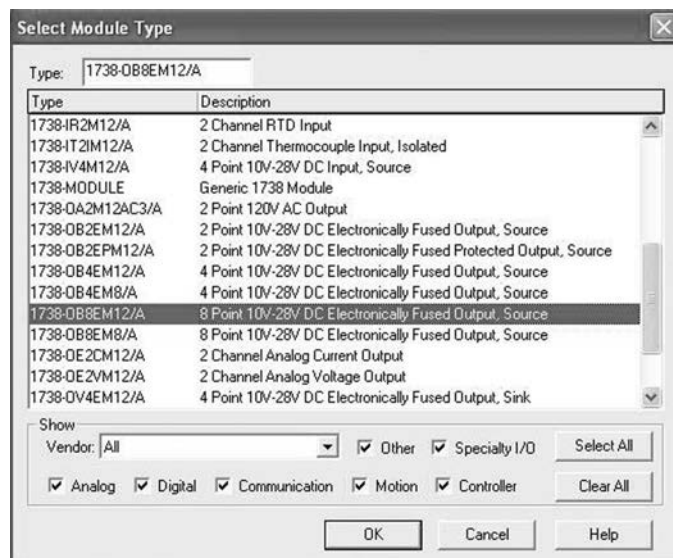 Select Module Type
Type: 1738-OB8EM12/A
Type Description
1738-IR2M12/A 2 Channel RTD Input
1738-IT2IM12/A 2 Channel Thermocouple Input, Isolated
1738-IV4M12/A 4 Point 10V-28V DC Input, Source
1738-MODULE Generic 1738 Module
1738-OA2M12AC3/A 2 Point 120V AC Output
1738-OB2EM12/A 2 Point 10V-28V DC Electronically Fused Output, Source
1738-OB2EPM12/A 2 Point 10V-28V DC Electronically Fused Protected Output, Source
1738-OB4EM12/A 4 Point 10V-28V DC Electronically Fused Output, Source
1738-OB4EM8/A 4 Point 10V-28V DC Electronically Fused Output, Source
1738-OB8EM12/A 8 Point 10V-28V DC Electronically Fused Output, Source
1738-OB8EM8/A 8 Point 10V-28V DC Electronically Fused Output, Source
1738-OE2CM12/A 2 Channel Analog Current Output
1738-OE2VM12/A 2 Channel Analog Voltage Output
1738-OV4EM12/A 4 Point 10V-28V DC Electronically Fused Output, Sink
Show
Vendor: All Other Specialty I/O Select All
Analog Digital Communication Motion Controller Clear All
OK Cancel Help